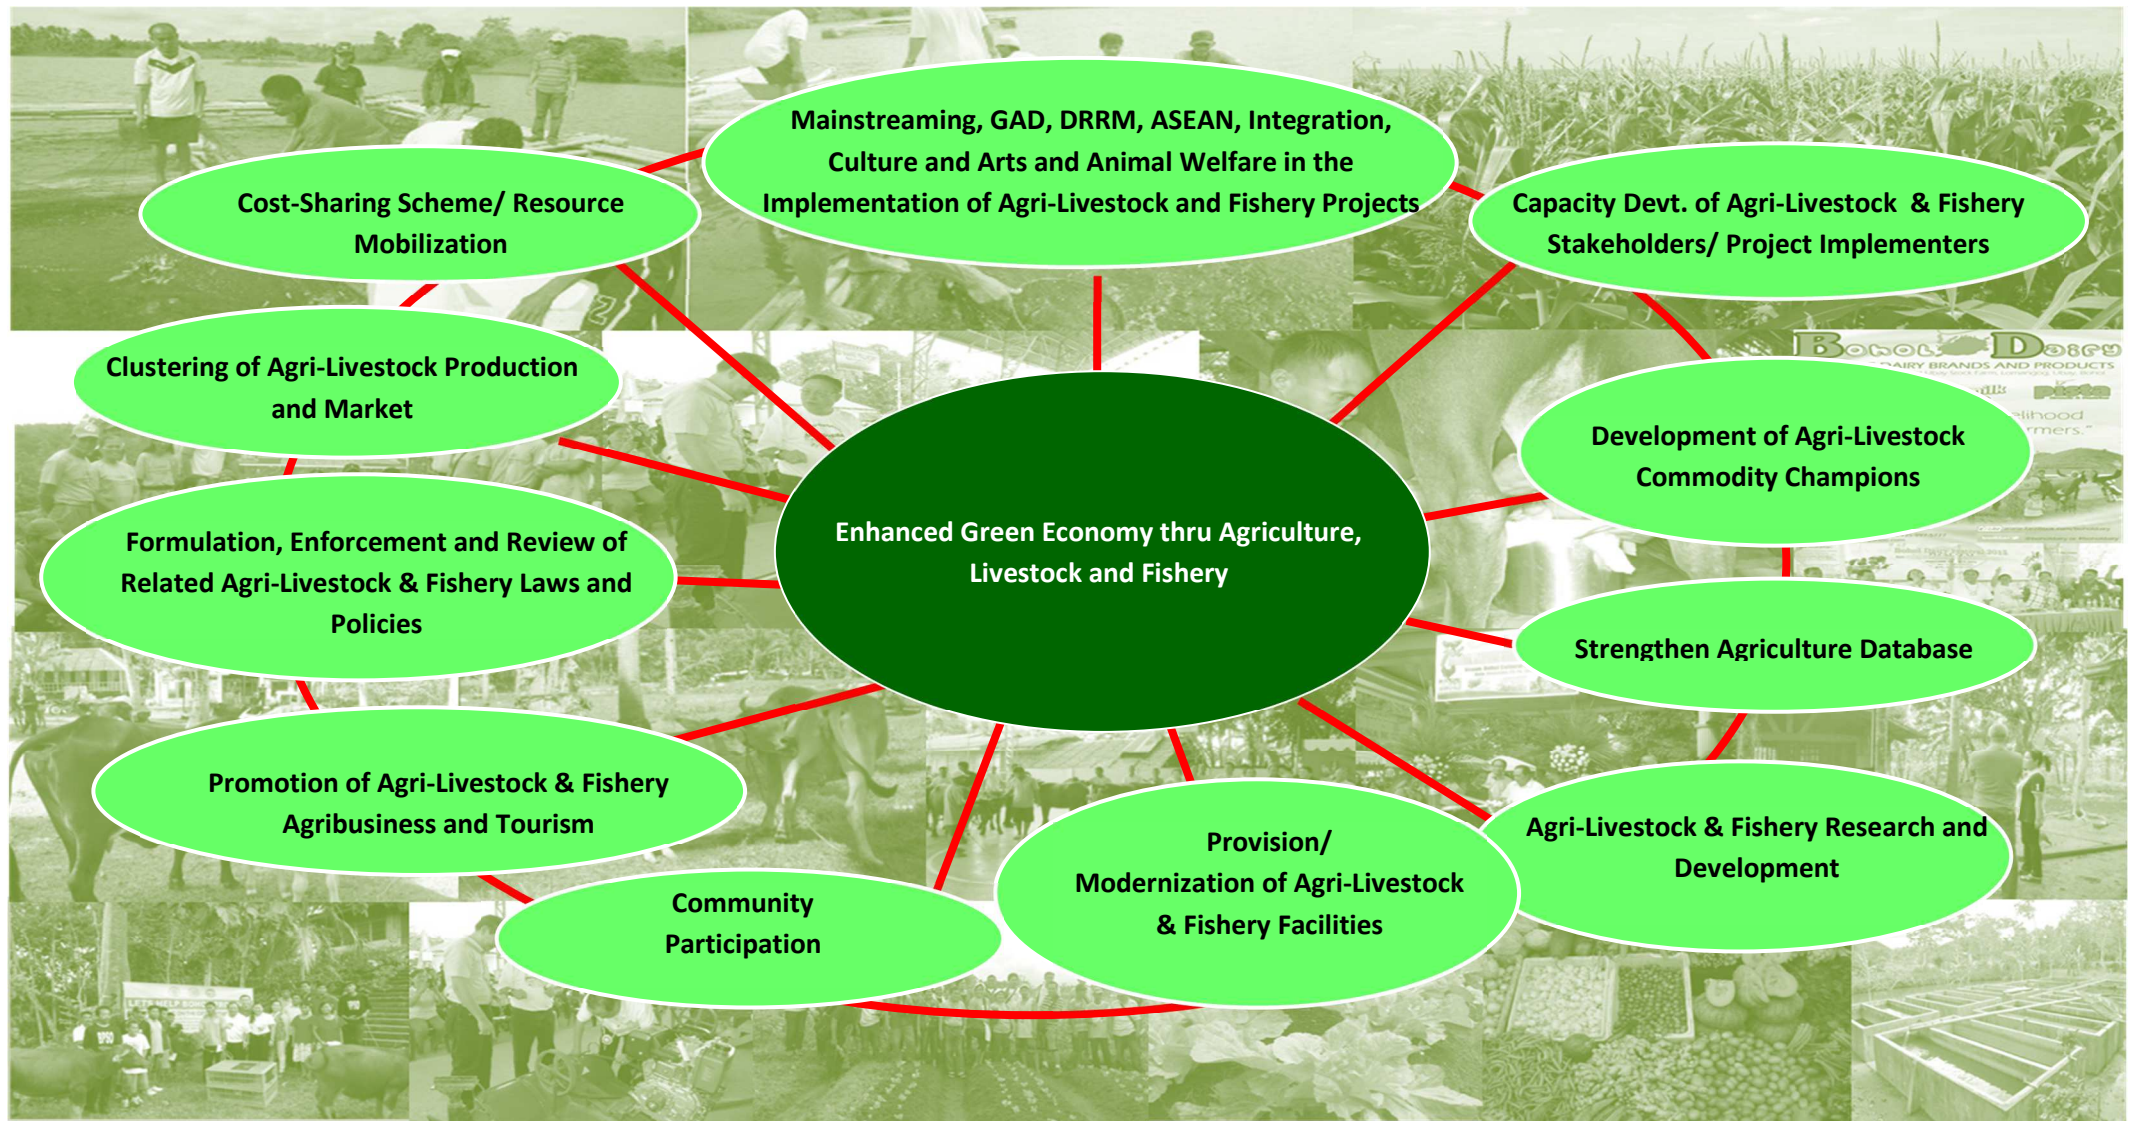 Mainstreaming, GAD, DRRM, ASEAN, Integration,
Culture and Arts and Animal Welfare in the
Implementation of Agri-Livestock and Fishery Projects
Cost-Sharing Scheme/ Resource
Mobilization
Capacity Devt. of Agri-Livestock & Fishery
Stakeholders/ Project Implementers
Clustering of Agri-Livestock Production
and Market
BOHOL DAIRY
DAIRY BRANDS AND PRODUCTS
Development of Agri-Livestock
Commodity Champions
Enhanced Green Economy thru Agriculture,
Livestock and Fishery
Formulation, Enforcement and Review of
Related Agri-Livestock & Fishery Laws and
Policies
Strengthen Agriculture Database
Promotion of Agri-Livestock & Fishery
Agribusiness and Tourism
Provision/
Modernization of Agri-Livestock
& Fishery Facilities
Agri-Livestock & Fishery Research and
Development
Community
Participation